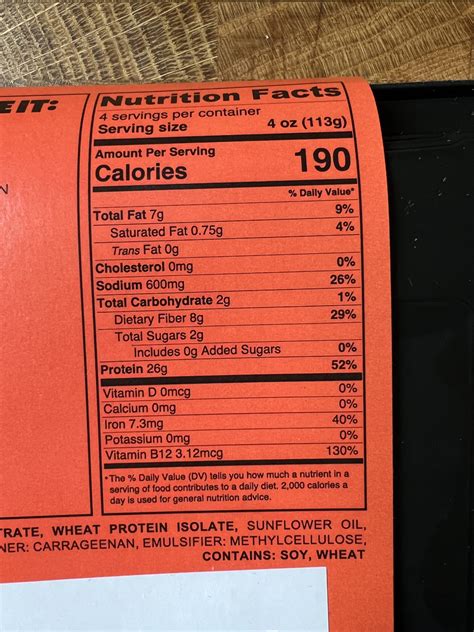 EIT:
N
Nutrition Facts
4 servings per container
Serving size 4 oz (113g)
Amount Per Serving
Calories 190
% Daily Value*
Total Fat 7g 9%
Saturated Fat 0.75g 4%
Trans Fat 0g
Cholesterol 0mg 0%
Sodium 600mg 26%
Total Carbohydrate 2g 1%
Dietary Fiber 8g 29%
Total Sugars 2g
Includes 0g Added Sugars 0%
Protein 26g 52%
Vitamin D 0mcg 0%
Calcium 0mg 0%
Iron 7.3mg 40%
Potassium 0mg 0%
Vitamin B12 3.12mcg 130%
*The % Daily Value (DV) tells you how much a nutrient in a
serving of food contributes to a daily diet. 2,000 calories a
day is used for general nutrition advice.
TRATE, WHEAT PROTEIN ISOLATE, SUNFLOWER OIL,
NER: CARRAGEENAN, EMULSIFIER: METHYLCELLULOSE,
CONTAINS: SOY, WHEAT